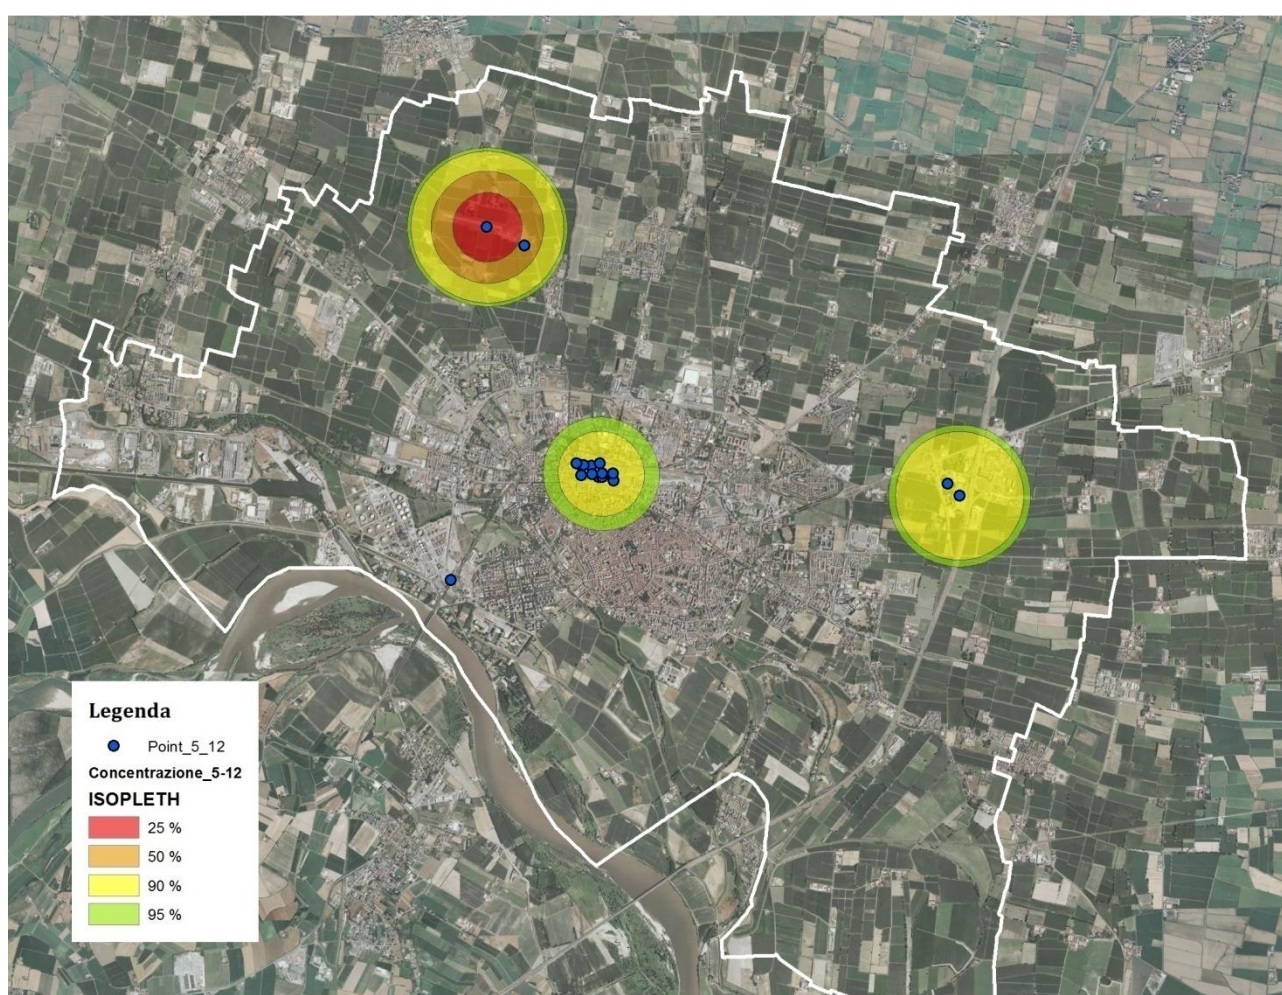 Legenda
Point_5_12
Concentrazione_5-12
ISOPLETH
25 %
50 %
90 %
95 %